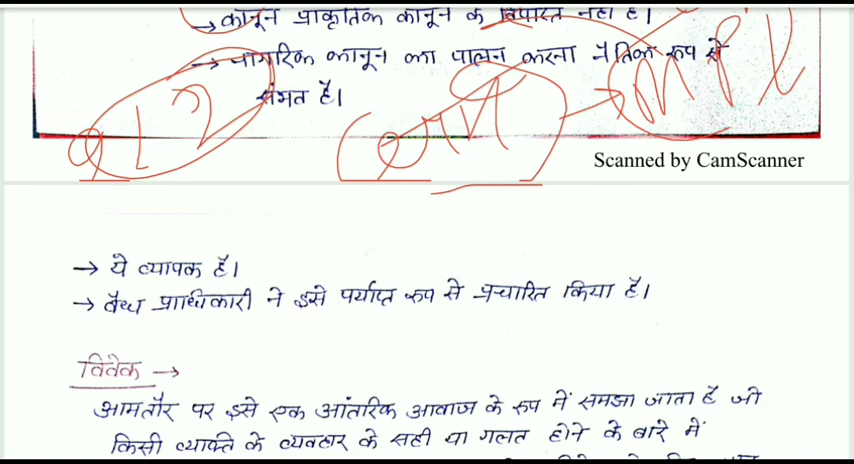 → कानून प्राकृतिक कानून के विपरित नहीं है।
→ नागरिक कानून का पालन करना नैतिक रूप से
संमत है।
Scanned by CamScanner
→ ये व्यापक है।
→ वैध्य प्राधिकारी ने इसे पर्याप्त रूप से प्रचारित किया है।
विवेक →
आमतौर पर इसे एक आंतरिक आवाज के रूप में समझा जाता है जो
किसी व्यक्ति के व्यवहार के सही या गलत होने के बारे में